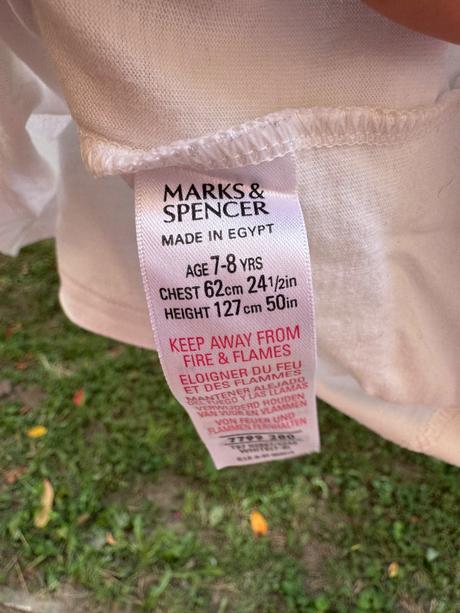 MARKS &
SPENCER
MADE IN EGYPT
AGE 7-8 YRS
CHEST 62cm 24 1/2in
HEIGHT 127cm 50in
KEEP AWAY FROM
FIRE & FLAMES
ELOIGNER DU FEU
ET DES FLAMMES
MANTENER ALEJADO
DEL FUEGO Y LAS LLAMAS
VERWIJDERD HOUDEN
VAN VUUR EN VLAMMEN
VON FEUER UND
FLAMMEN FERNHALTEN
7799 280